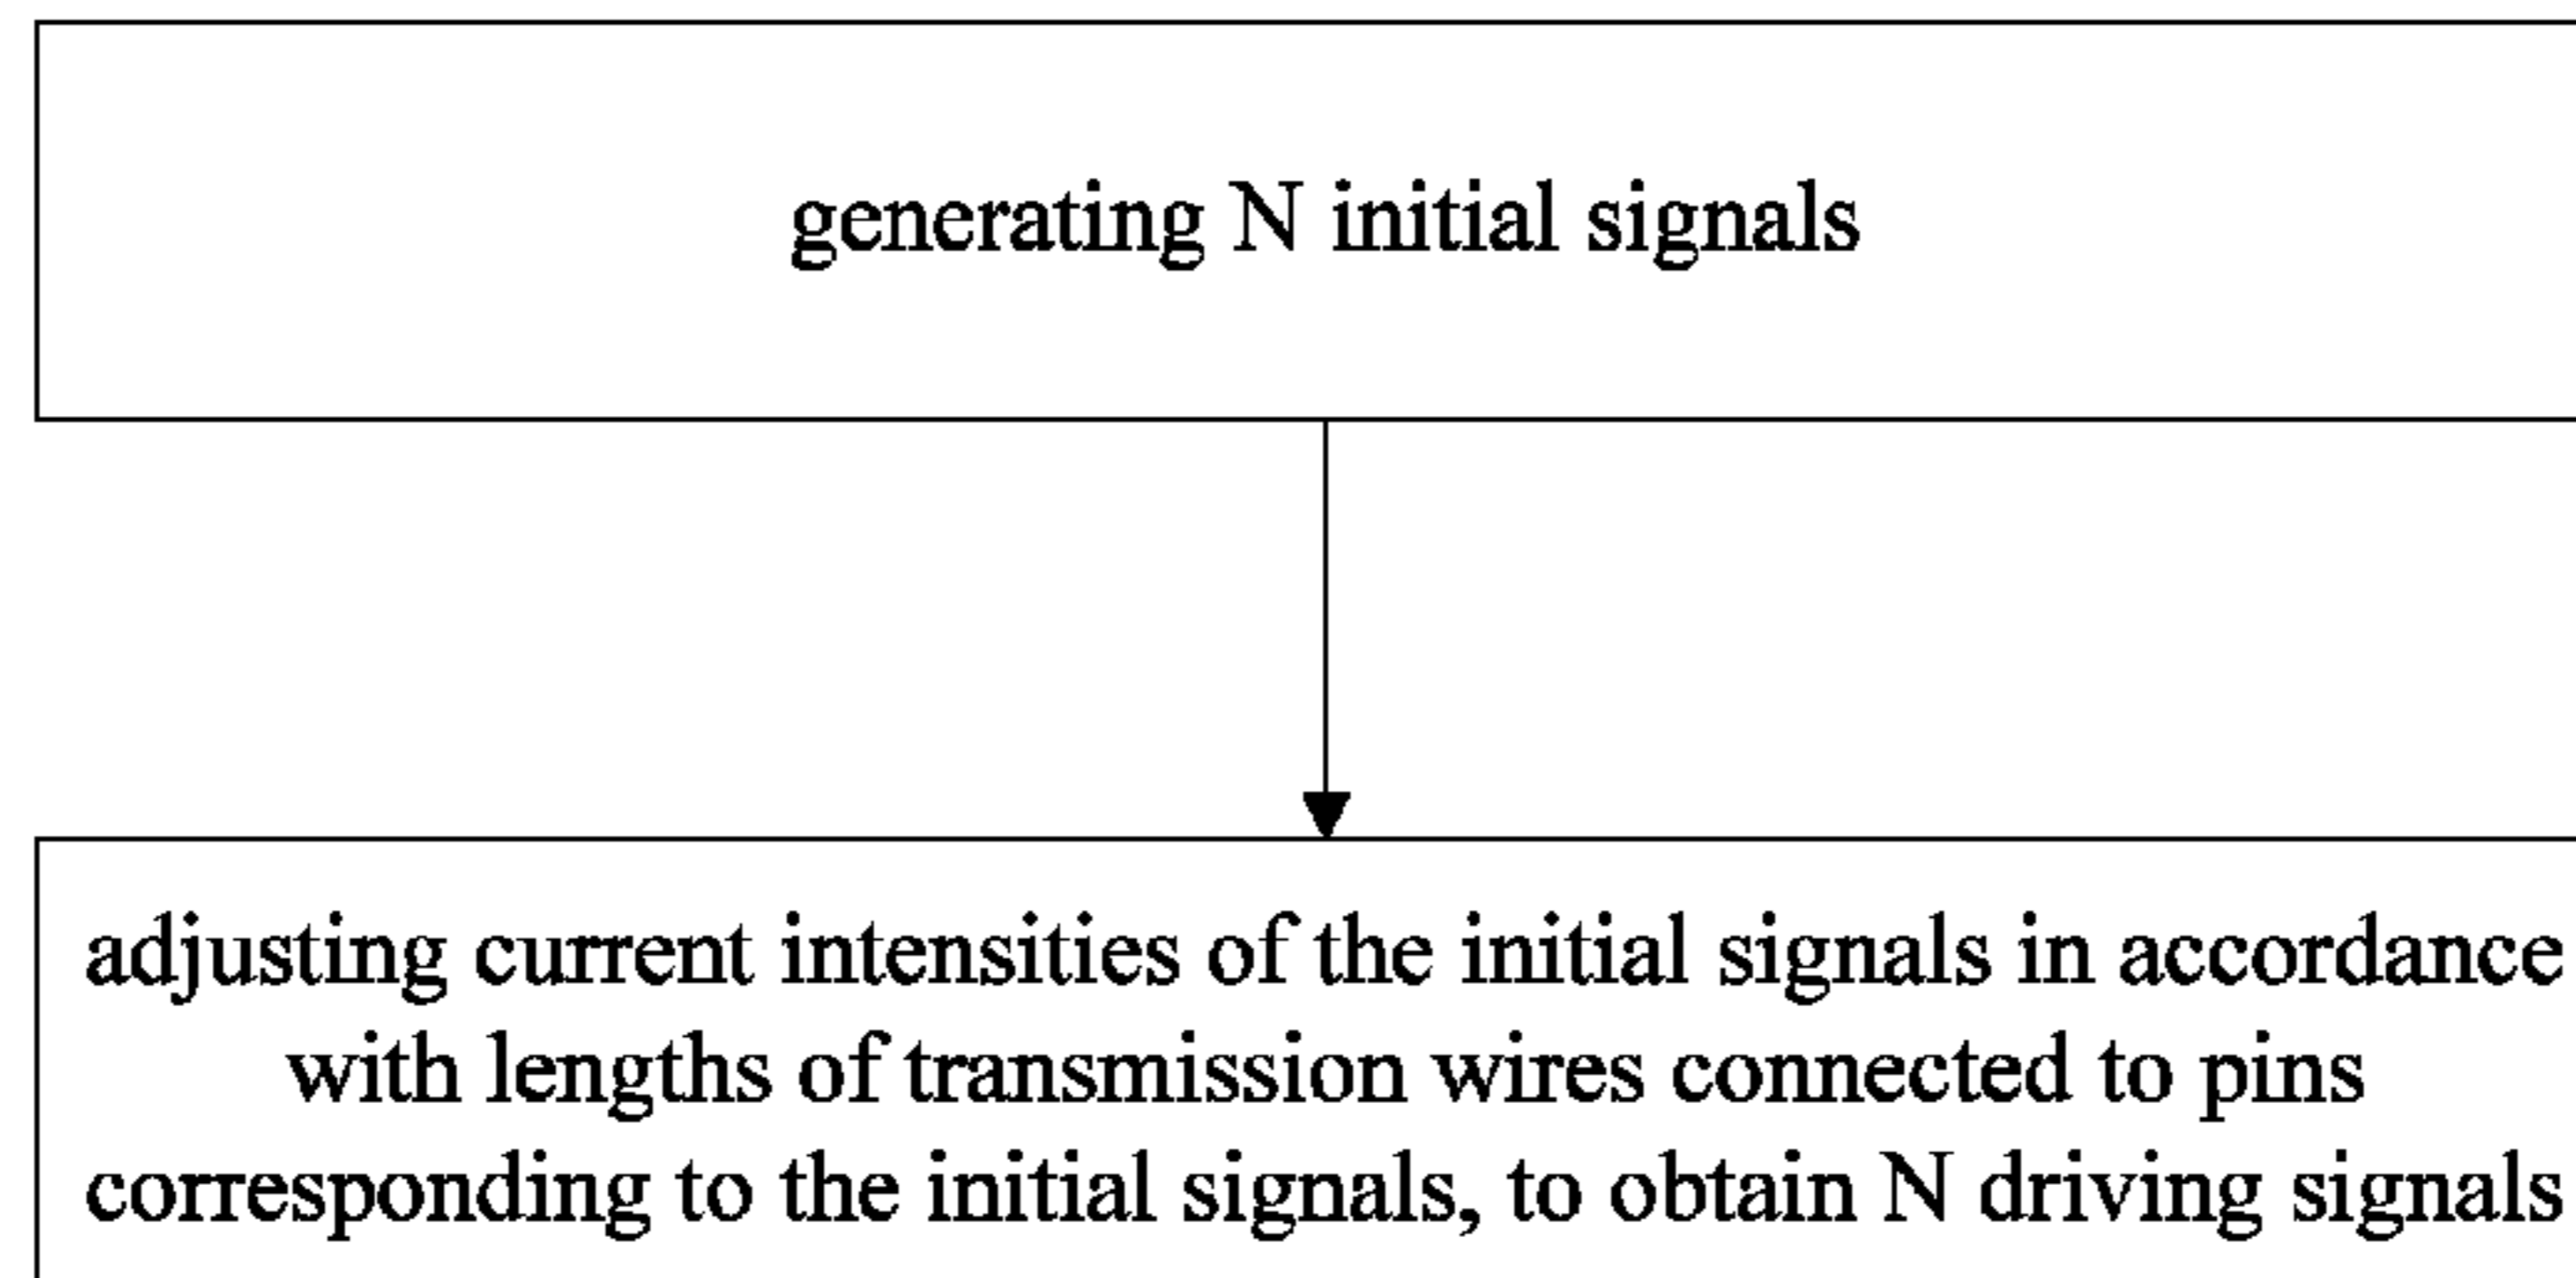 generating N initial signals
adjusting current intensities of the initial signals in accordance
with lengths of transmission wires connected to pins
corresponding to the initial signals, to obtain N driving signals